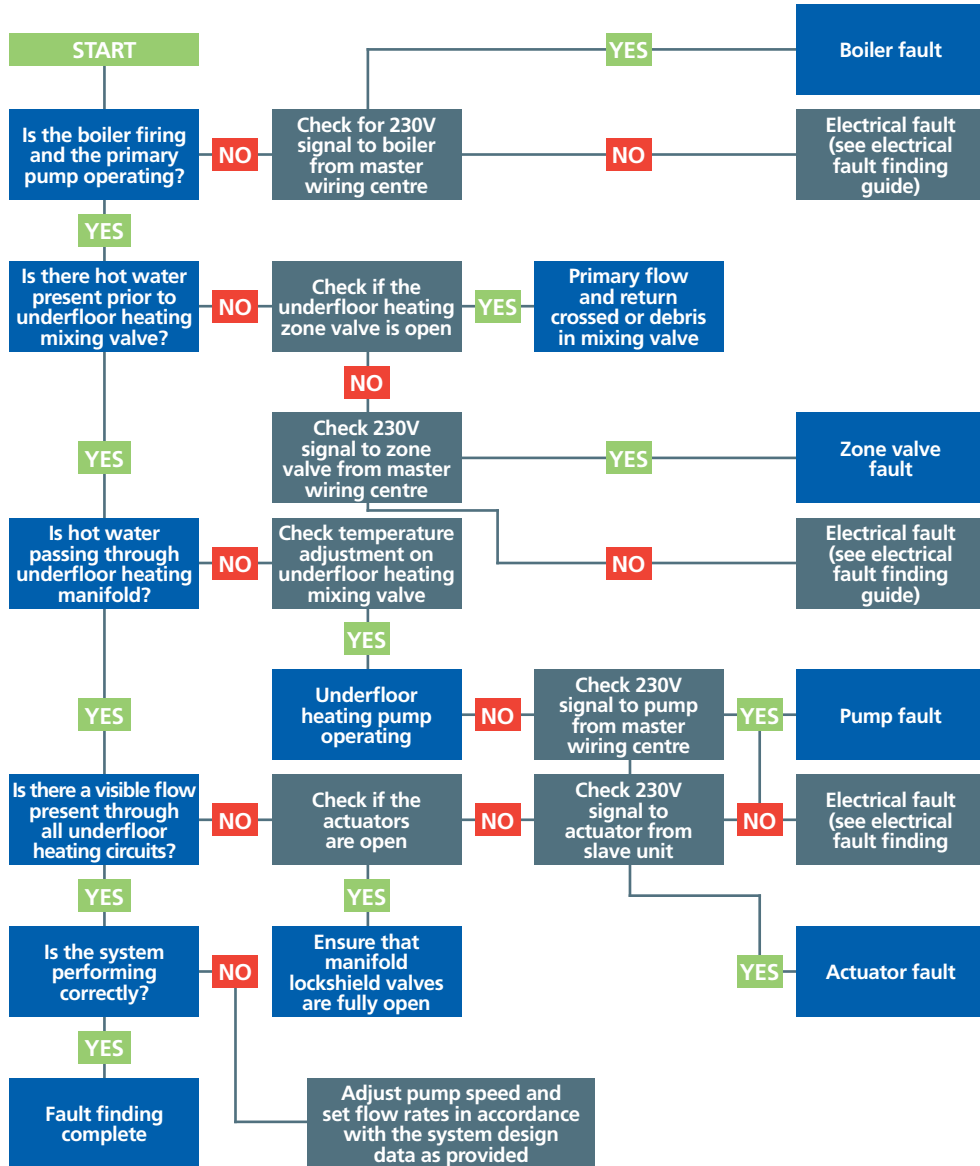 START
YES
Boiler fault
Is the boiler firing
and the primary
pump operating?
NO
Check for 230V
signal to boiler
from master
wiring centre
NO
Electrical fault
(see electrical
fault finding
guide)
YES
Is there hot water
present prior to
underfloor heating
mixing valve?
NO
Check if the
underfloor heating
zone valve is open
YES
Primary flow
and return
crossed or debris
in mixing valve
NO
YES
Check 230V
signal to zone
valve from master
wiring centre
YES
Zone valve
fault
Is hot water
passing through
underfloor heating
manifold?
NO
Check temperature
adjustment on
underfloor heating
mixing valve
NO
Electrical fault
(see electrical
fault finding
guide)
YES
YES
Underfloor
heating pump
operating
NO
Check 230V
signal to pump
from master
wiring centre
YES
Pump fault
Is there a visible flow
present through
all underfloor
heating circuits?
NO
Check if the
actuators
are open
NO
Check 230V
signal to
actuator from
slave unit
NO
Electrical fault
(see electrical
fault finding
YES
YES
Is the system
performing
correctly?
NO
Ensure that
manifold
lockshield valves
are fully open
YES
Actuator fault
YES
Fault finding
complete
Adjust pump speed and
set flow rates in accordance
with the system design
data as provided